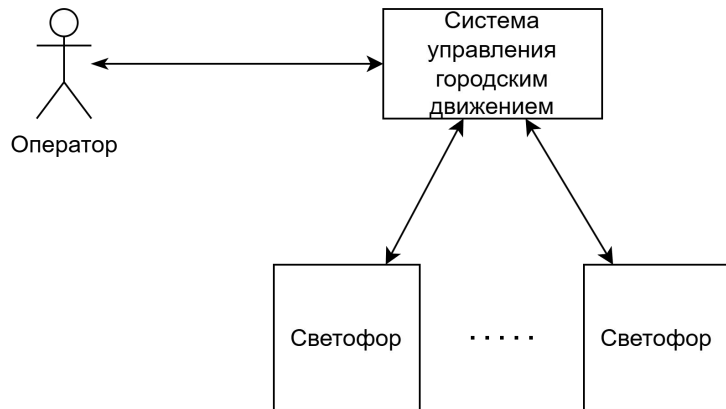 Система
управления
городским
движением
Оператор
Светофор
.....
Светофор